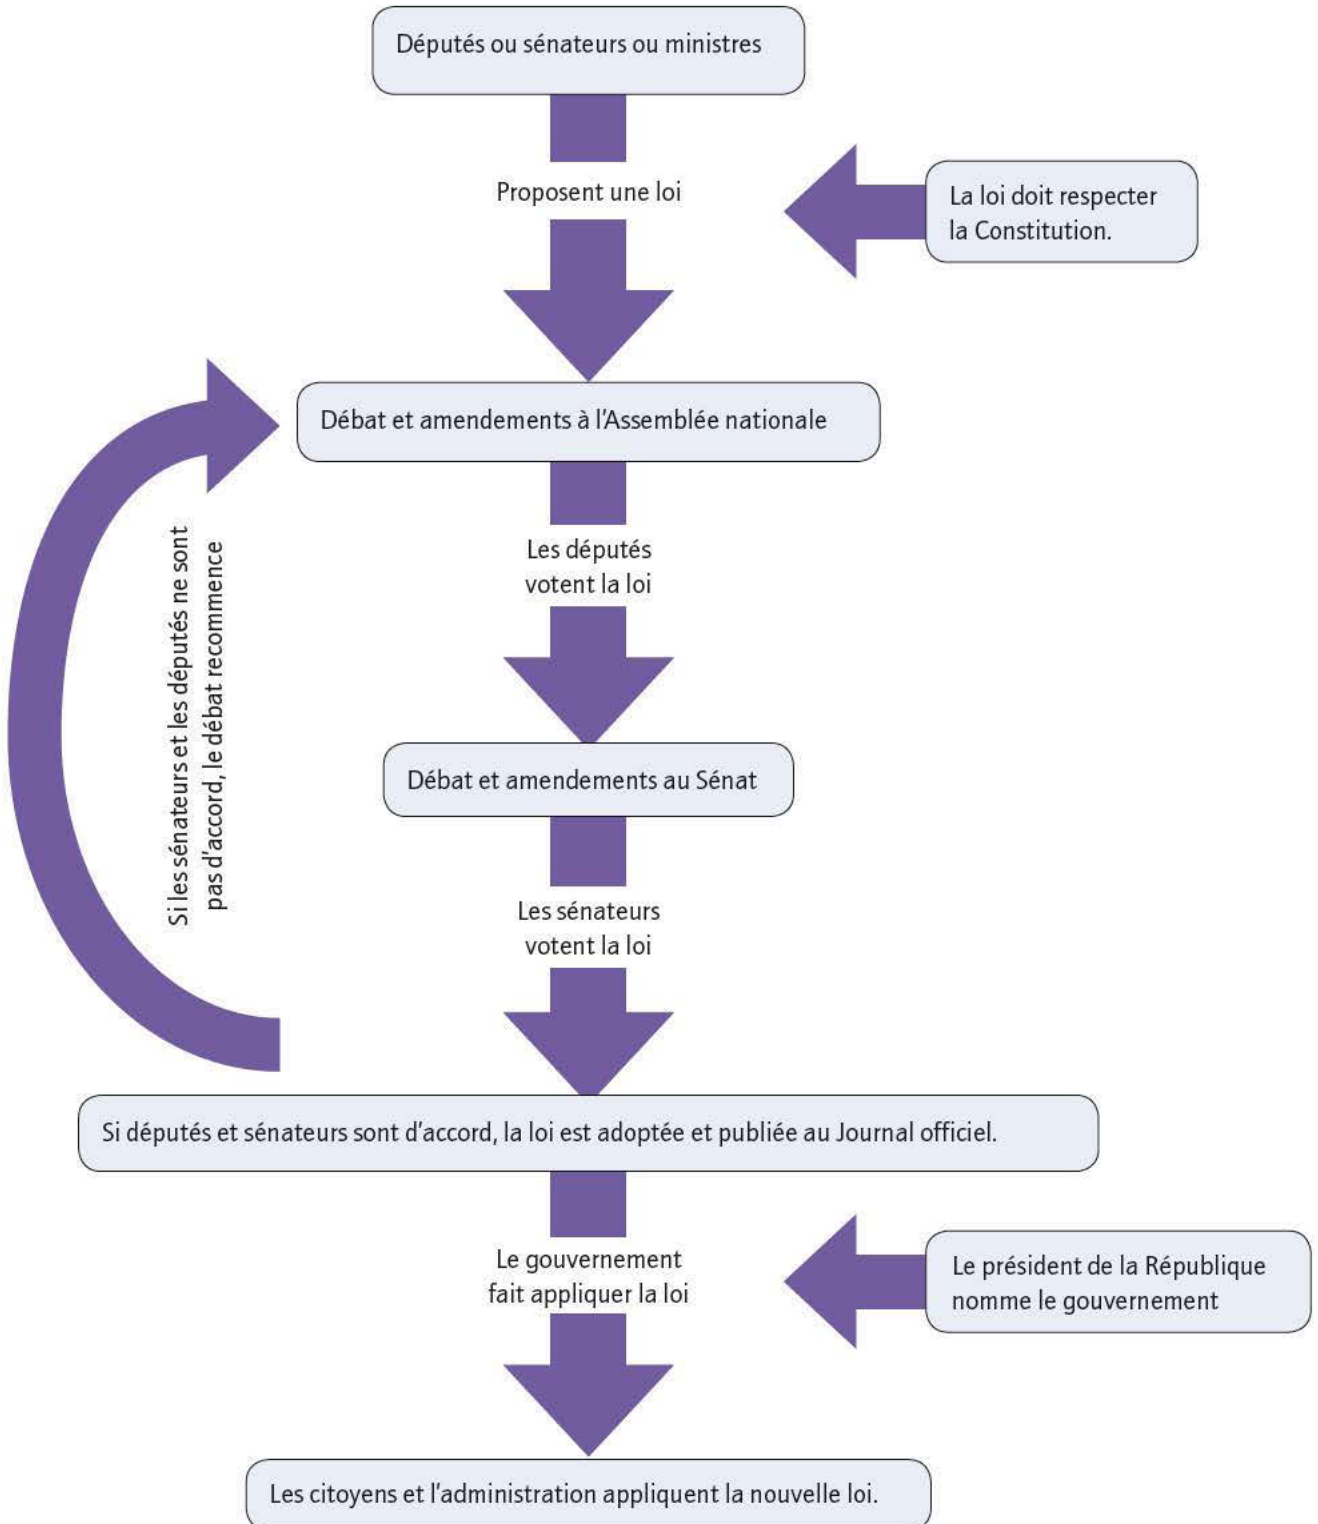 Députés ou sénateurs ou ministres
Proposent une loi
La loi doit respecter
la Constitution.
Débat et amendements à l'Assemblée nationale
Les députés
votent la loi
Si les sénateurs et les députés ne sont
pas d'accord, le débat recommence
Débat et amendements au Sénat
Les sénateurs
votent la loi
Si députés et sénateurs sont d'accord, la loi est adoptée et publiée au Journal officiel.
Le gouvernement
fait appliquer la loi
Le président de la République
nomme le gouvernement
Les citoyens et l'administration appliquent la nouvelle loi.